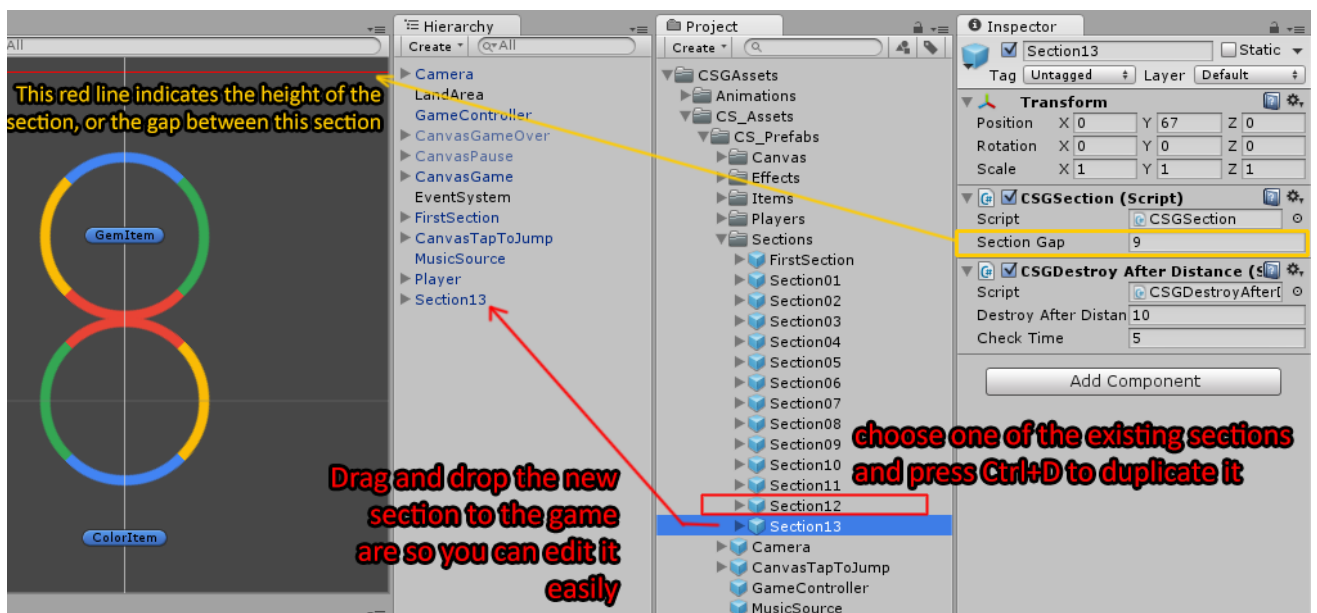 All
This red line indicates the height of the
section, or the gap between this section
GemItem
ColorItem
Hierarchy
Create
All
Camera
LandArea
GameController
CanvasGameOver
CanvasPause
CanvasGame
EventSystem
FirstSection
CanvasTapToJump
MusicSource
Player
Section13
Drag and drop the new
section to the game
are so you can edit it
easily
Project
Create
CSGAssets
Animations
CS_Assets
CS_Prefabs
Canvas
Effects
Items
Players
Sections
FirstSection
Section01
Section02
Section03
Section04
Section05
Section06
Section07
Section08
Section09
Section10
Section11
Section12
Section13
Camera
CanvasTapToJump
GameController
MusicSource
choose one of the existing sections
and press Ctrl+D to duplicate it
Inspector
Section13 Static
Tag Untagged Layer Default
Transform
Position X 0 Y 67 Z 0
Rotation X 0 Y 0 Z 0
Scale X 1 Y 1 Z 1
CSGSection (Script)
Script CSGSection
Section Gap 9
CSGDestroy After Distance (S
Script CSGDestroyAfterD
Destroy After Distan 10
Check Time 5
Add Component